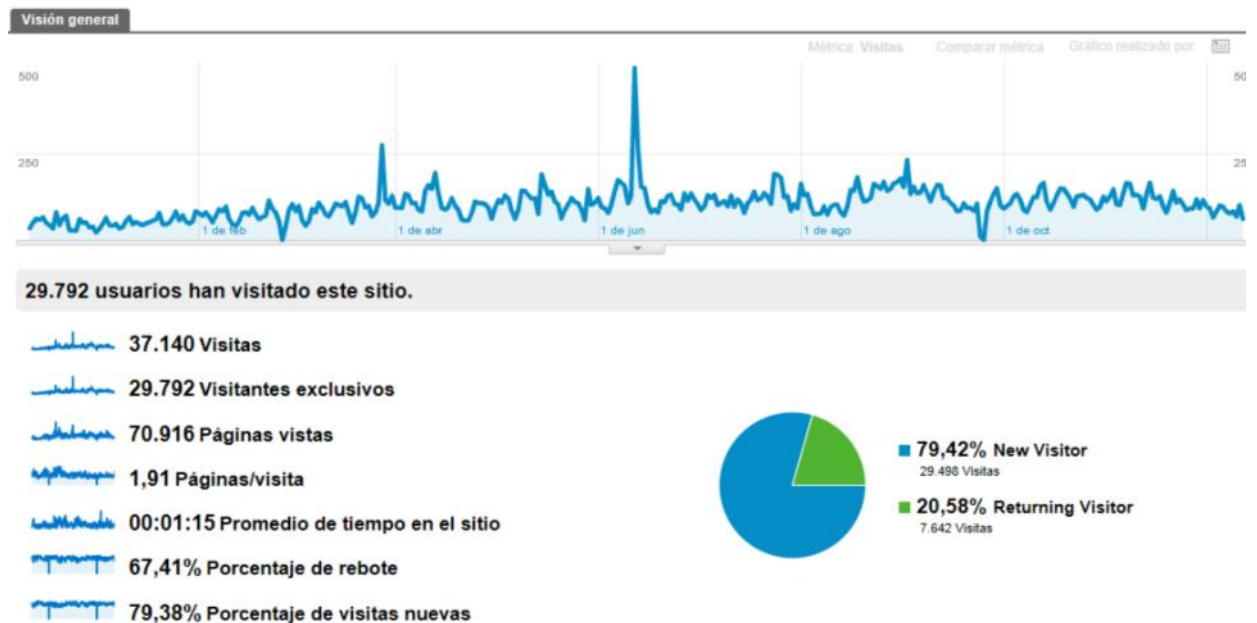 Visión general
Métrica: Visitas Comparar métrica Gráfico realizado por:
500 50
250 25
1 de feb 1 de abr 1 de jun 1 de ago 1 de oct
29.792 usuarios han visitado este sitio.
37.140 Visitas
29.792 Visitantes exclusivos
70.916 Páginas vistas
1,91 Páginas/visita
00:01:15 Promedio de tiempo en el sitio
67,41% Porcentaje de rebote
79,38% Porcentaje de visitas nuevas
79,42% New Visitor
29.498 Visitas
20,58% Returning Visitor
7.642 Visitas